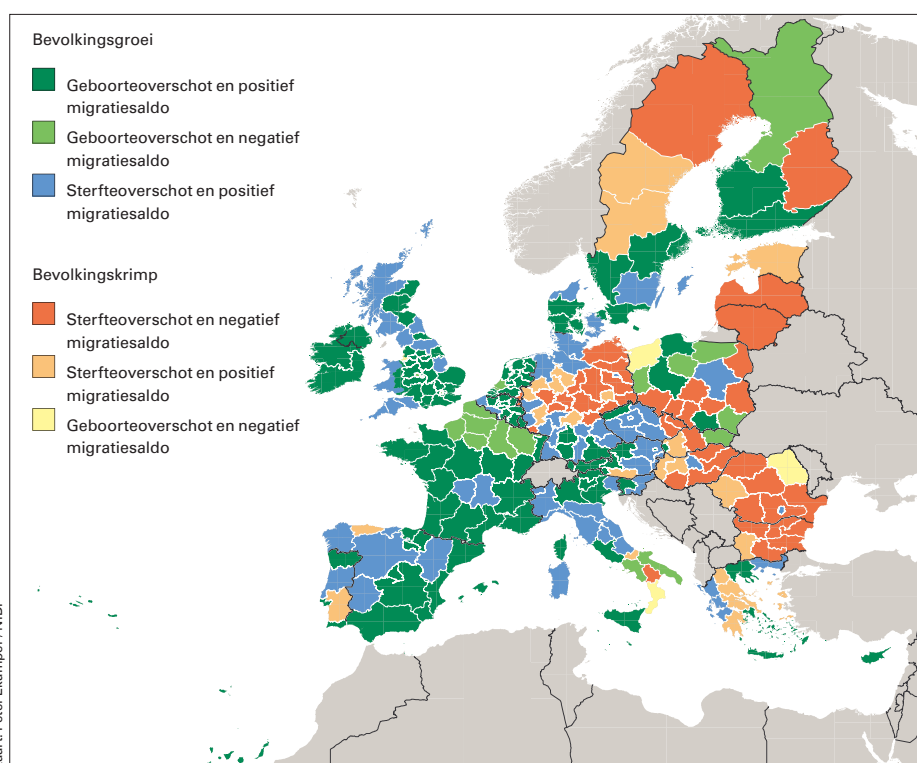 Bevolkingsgroei
Geboorteoverschot en positief
migratiesaldo
Geboorteoverschot en negatief
migratiesaldo
Sterfteoverschot en positief
migratiesaldo
Bevolkingskrimp
Sterfteoverschot en negatief
migratiesaldo
Sterfteoverschot en positief
migratiesaldo
Geboorteoverschot en negatief
migratiesaldo